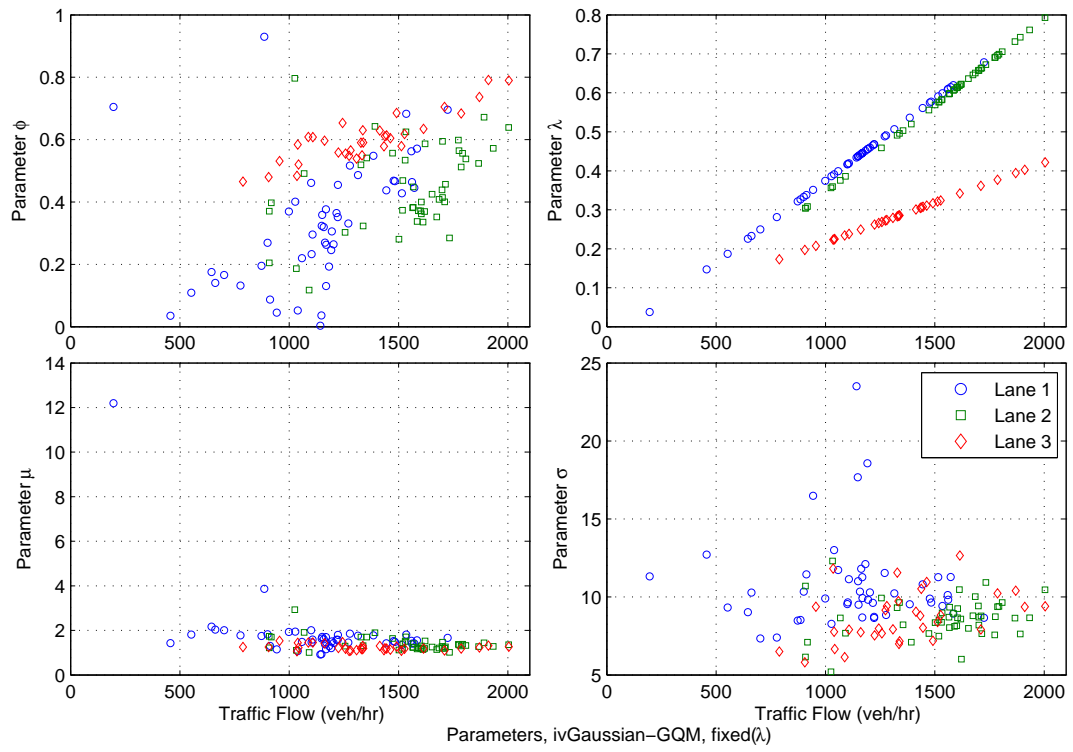 1
0.8
0.6
0.4
0.2
0
Parameter ϕ
0 500 1000 1500 2000
0.8
0.7
0.6
0.5
0.4
0.3
0.2
0.1
0
Parameter λ
0 500 1000 1500 2000
14
12
10
8
6
4
2
0
Parameter μ
0 500 1000 1500 2000
Traffic Flow (veh/hr)
25
20
15
10
5
Parameter σ
0 500 1000 1500 2000
Traffic Flow (veh/hr)
Lane 1
Lane 2
Lane 3
Parameters, ivGaussian−GQM, fixed(λ)